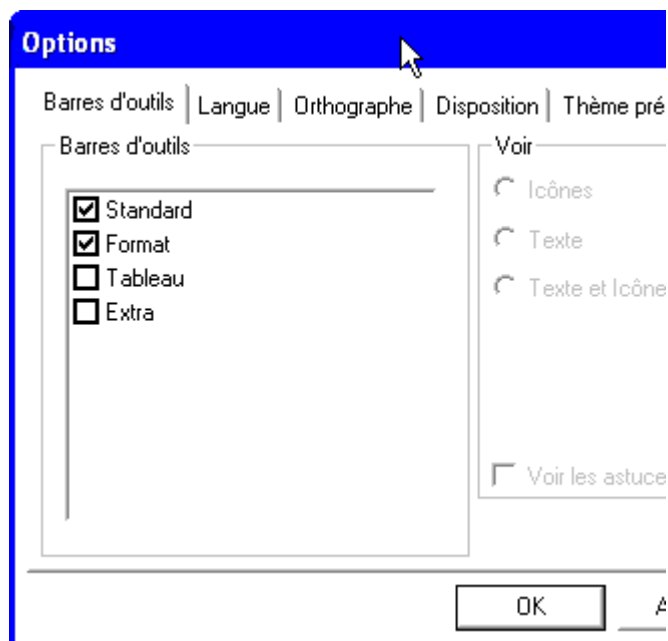 Options
Barres d'outils Langue Orthographe Disposition Thème pré
Barres d'outils
Standard
Format
Tableau
Extra
Voir
Icônes
Texte
Texte et Icône
Voir les astuce
OK A